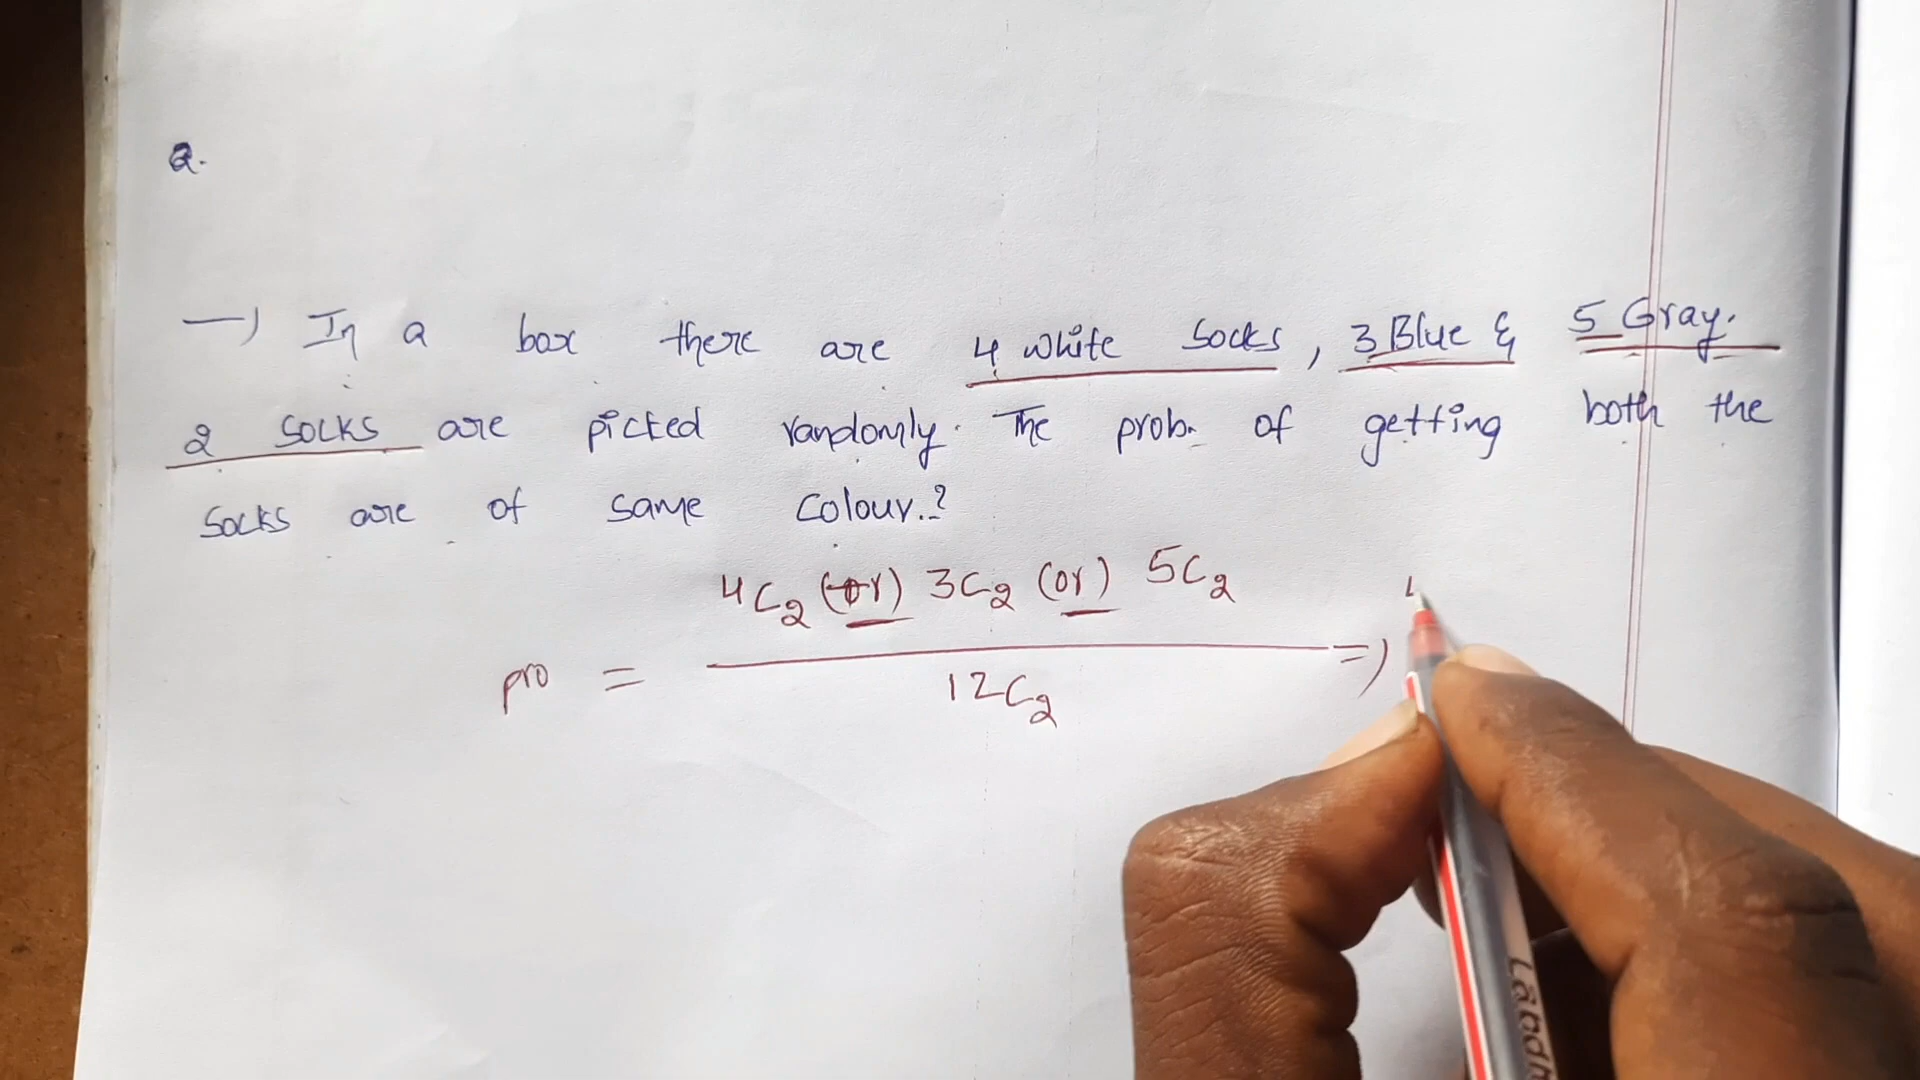 Q.
—) In a box there are 4 white socks, 3 Blue & 5 Gray.
2 socks are picked randomly. The prob. of getting both the
socks are of same colour.?
4C₂ (or) 3C₂ (or) 5C₂
pro = =)
12C₂